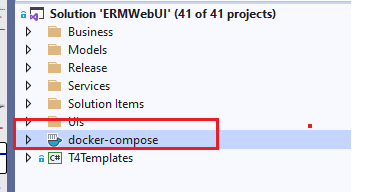 Solution 'ERMWebUI' (41 of 41 projects)
Business
Models
Release
Services
Solution Items
UIs
docker-compose
C# T4Templates